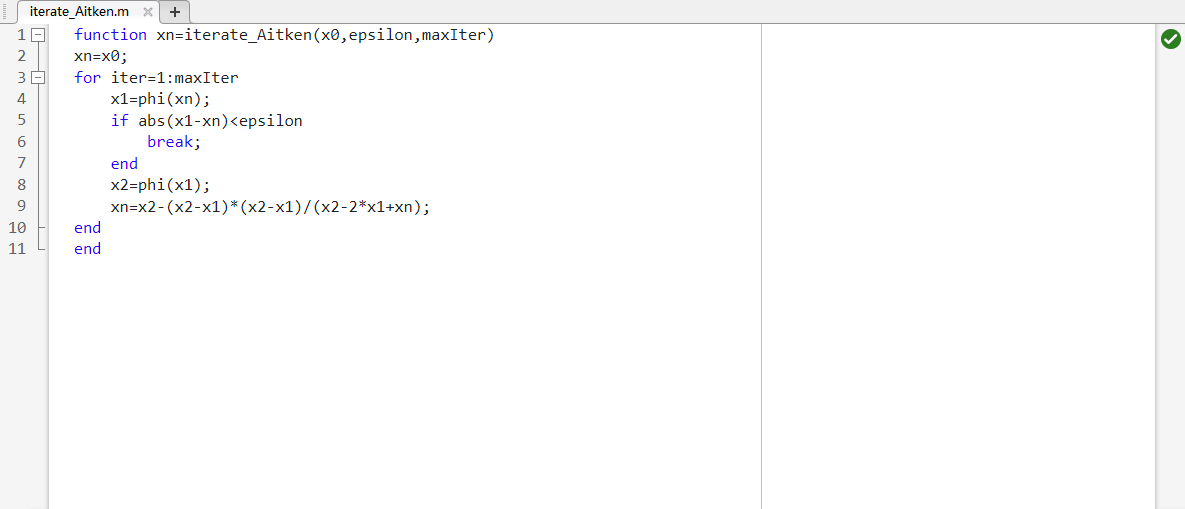 iterate_Aitken.m
1 function xn=iterate_Aitken(x0,epsilon,maxIter)
2 xn=x0;
3 for iter=1:maxIter
4     x1=phi(xn);
5     if abs(x1-xn)<epsilon
6         break;
7     end
8     x2=phi(x1);
9     xn=x2-(x2-x1)*(x2-x1)/(x2-2*x1+xn);
10 end
11 end